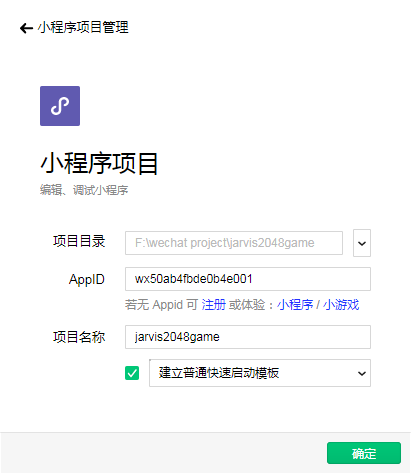 小程序项目管理
小程序项目
编辑、调试小程序
项目目录 F:\wechat project\jarvis2048game
AppID wx50ab4fbde0b4e001
若无 Appid 可 注册 或体验：小程序 / 小游戏
项目名称 jarvis2048game
建立普通快速启动模板
确定